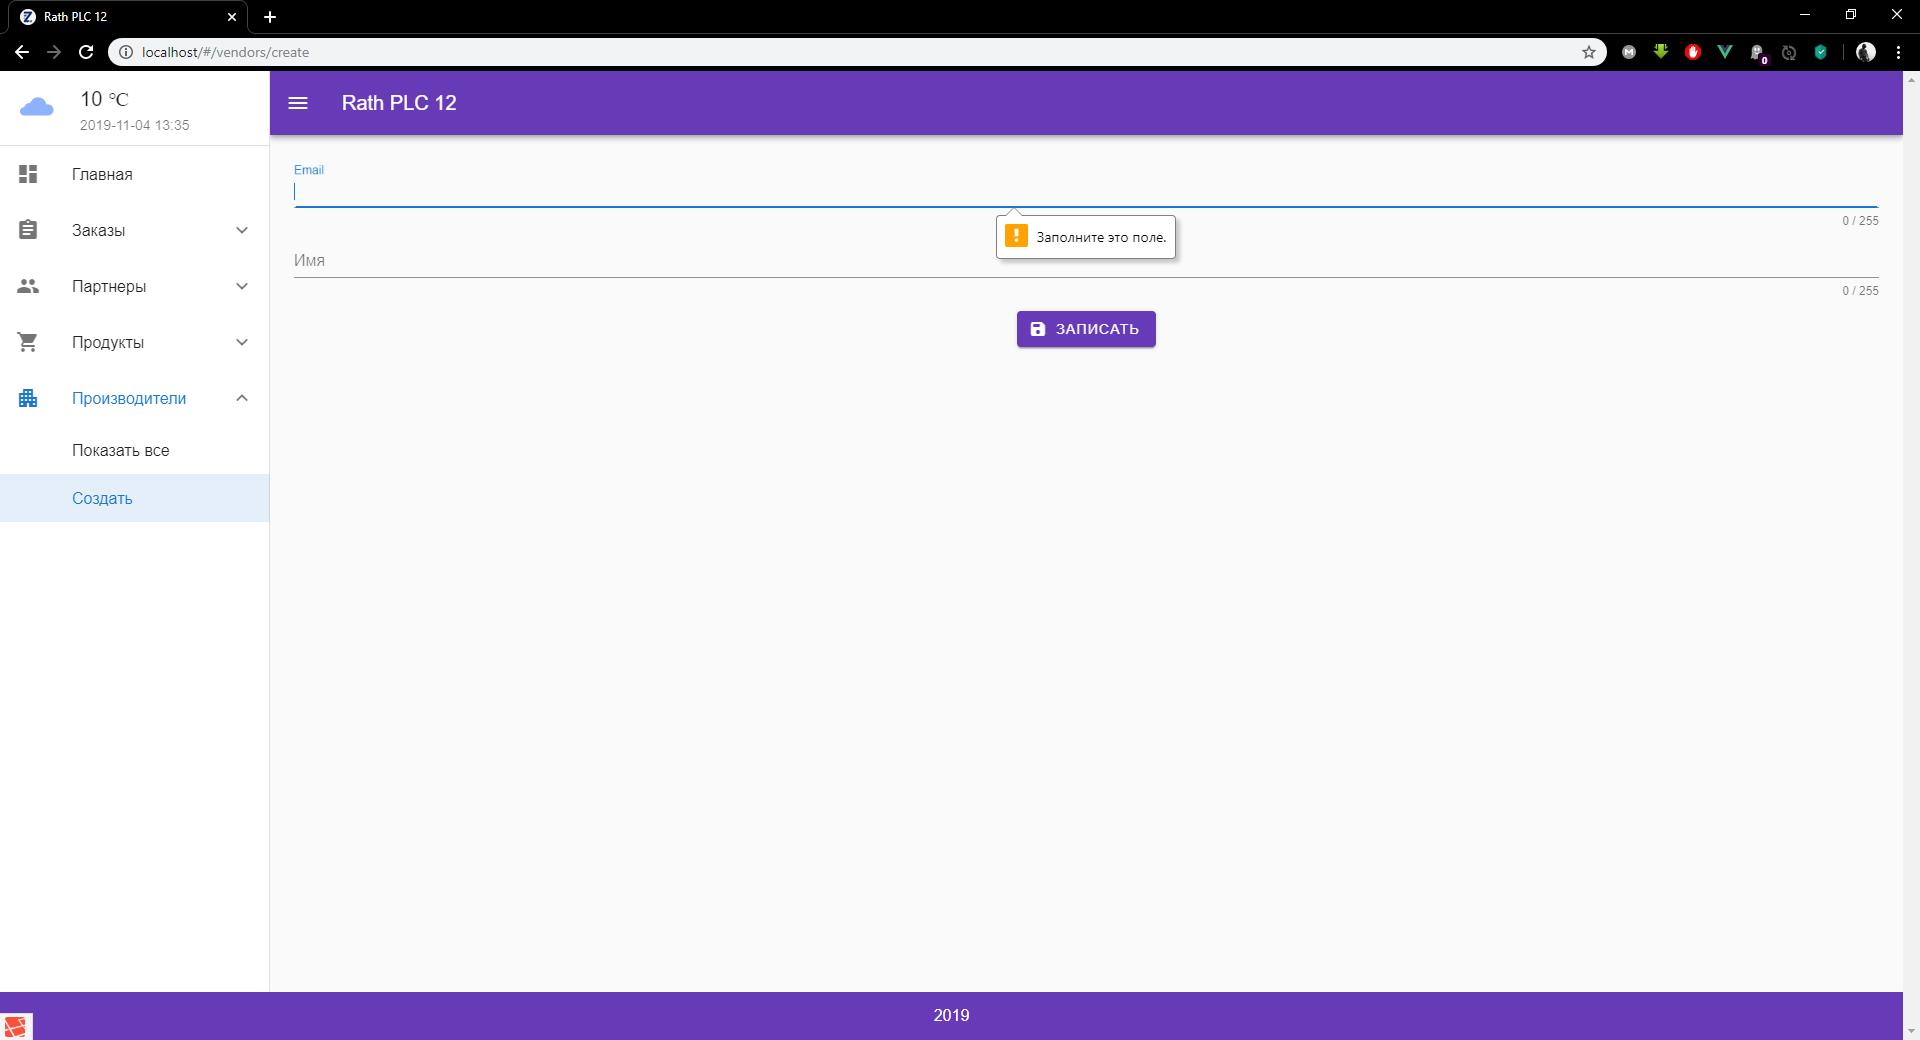 Rath PLC 12
localhost/#/vendors/create
0
10 °C
2019-11-04 13:35
Главная
Заказы
Партнеры
Продукты
Производители
Показать все
Создать
Rath PLC 12
Email
0 / 255
Заполните это поле.
Имя
0 / 255
ЗАПИСАТЬ
2019